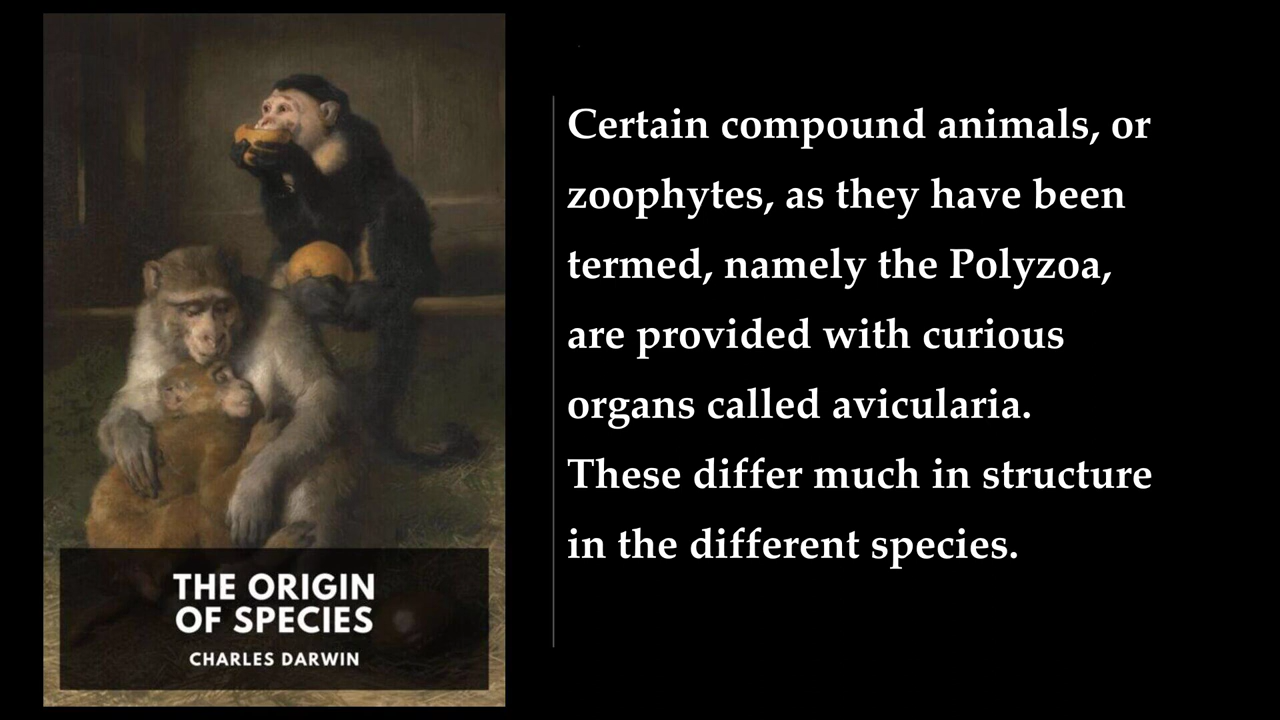 THE ORIGIN
OF SPECIES
CHARLES DARWIN
Certain compound animals, or
zoophytes, as they have been
termed, namely the Polyzoa,
are provided with curious
organs called avicularia.
These differ much in structure
in the different species.